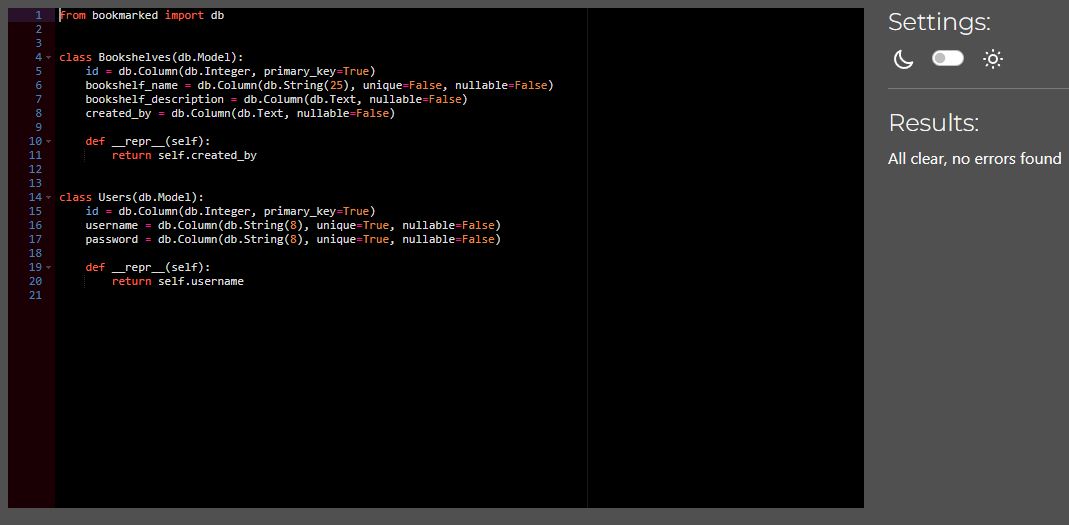 1 from bookmarked import db
2
3
4 class Bookshelves(db.Model):
5     id = db.Column(db.Integer, primary_key=True)
6     bookshelf_name = db.Column(db.String(25), unique=False, nullable=False)
7     bookshelf_description = db.Column(db.Text, nullable=False)
8     created_by = db.Column(db.Text, nullable=False)
9
10     def __repr__(self):
11         return self.created_by
12
13
14 class Users(db.Model):
15     id = db.Column(db.Integer, primary_key=True)
16     username = db.Column(db.String(8), unique=True, nullable=False)
17     password = db.Column(db.String(8), unique=True, nullable=False)
18
19     def __repr__(self):
20         return self.username
21
Settings:
Results:
All clear, no errors found